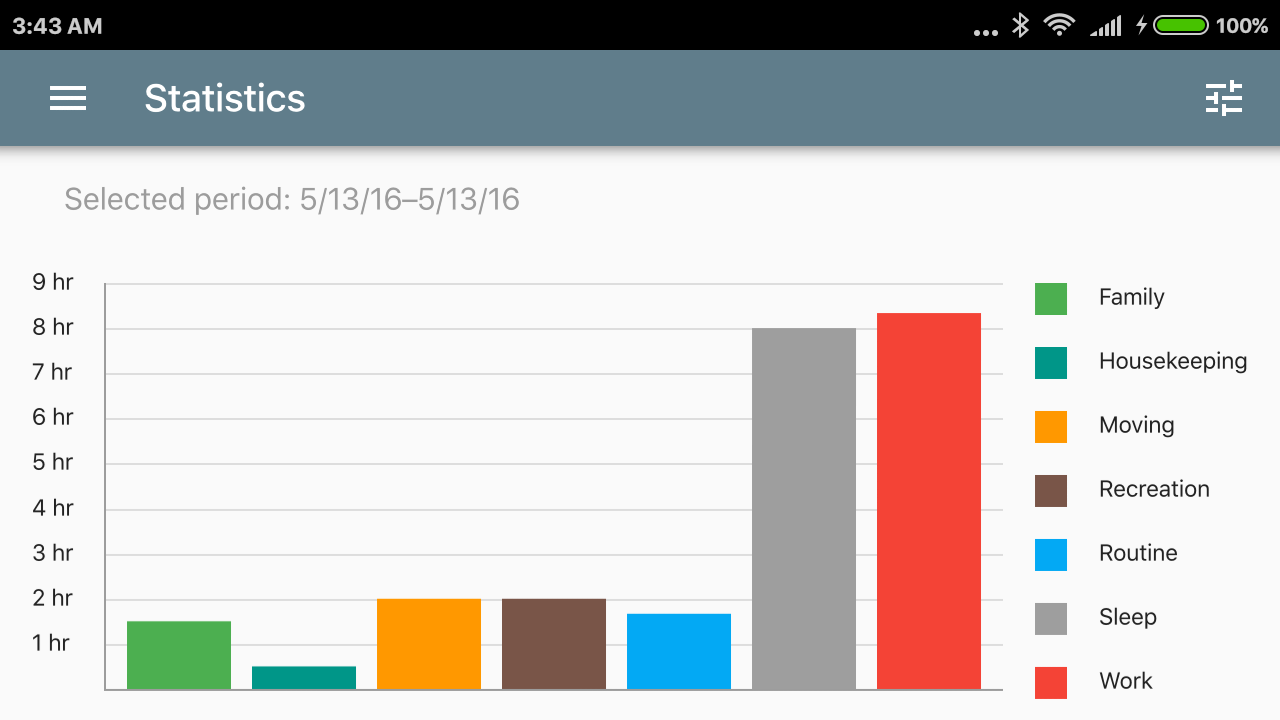 3:43 AM
100%
Statistics
Selected period: 5/13/16–5/13/16
9 hr
8 hr
7 hr
6 hr
5 hr
4 hr
3 hr
2 hr
1 hr
Family
Housekeeping
Moving
Recreation
Routine
Sleep
Work